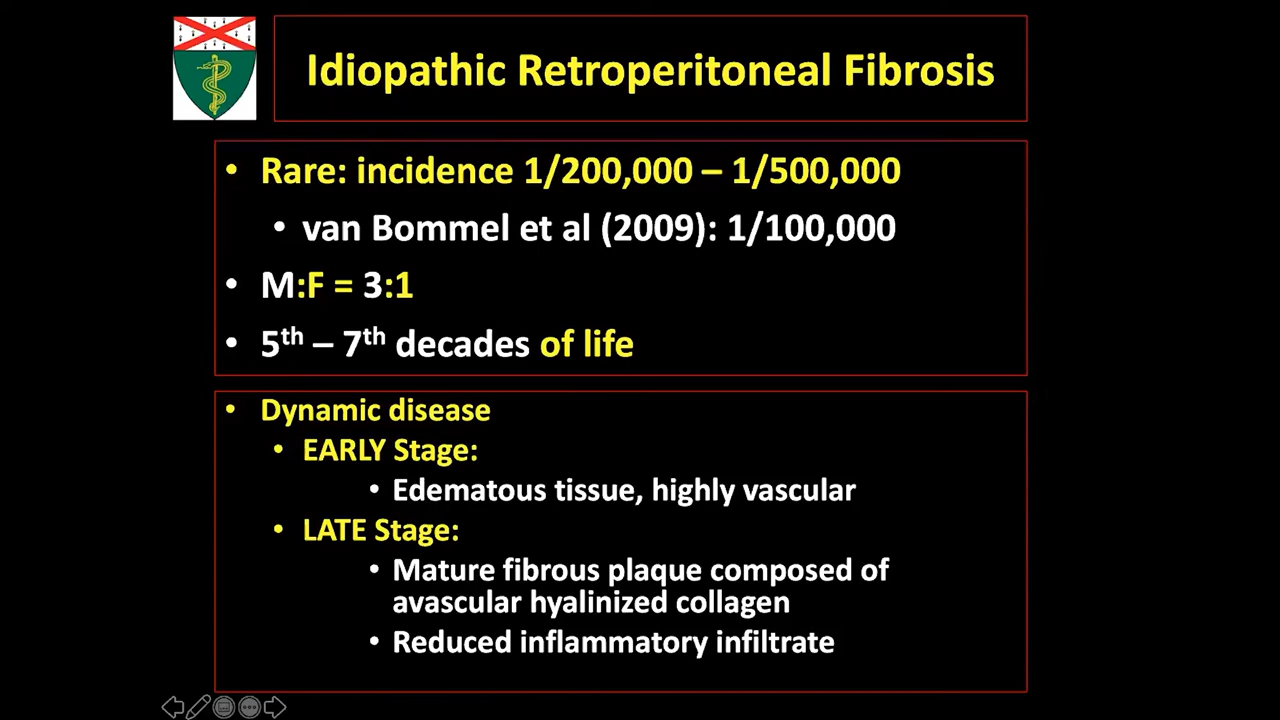 Idiopathic Retroperitoneal Fibrosis
• Rare: incidence 1/200,000 – 1/500,000
• van Bommel et al (2009): 1/100,000
• M:F = 3:1
• 5th – 7th decades of life
• Dynamic disease
• EARLY Stage:
• Edematous tissue, highly vascular
• LATE Stage:
• Mature fibrous plaque composed of
avascular hyalinized collagen
• Reduced inflammatory infiltrate